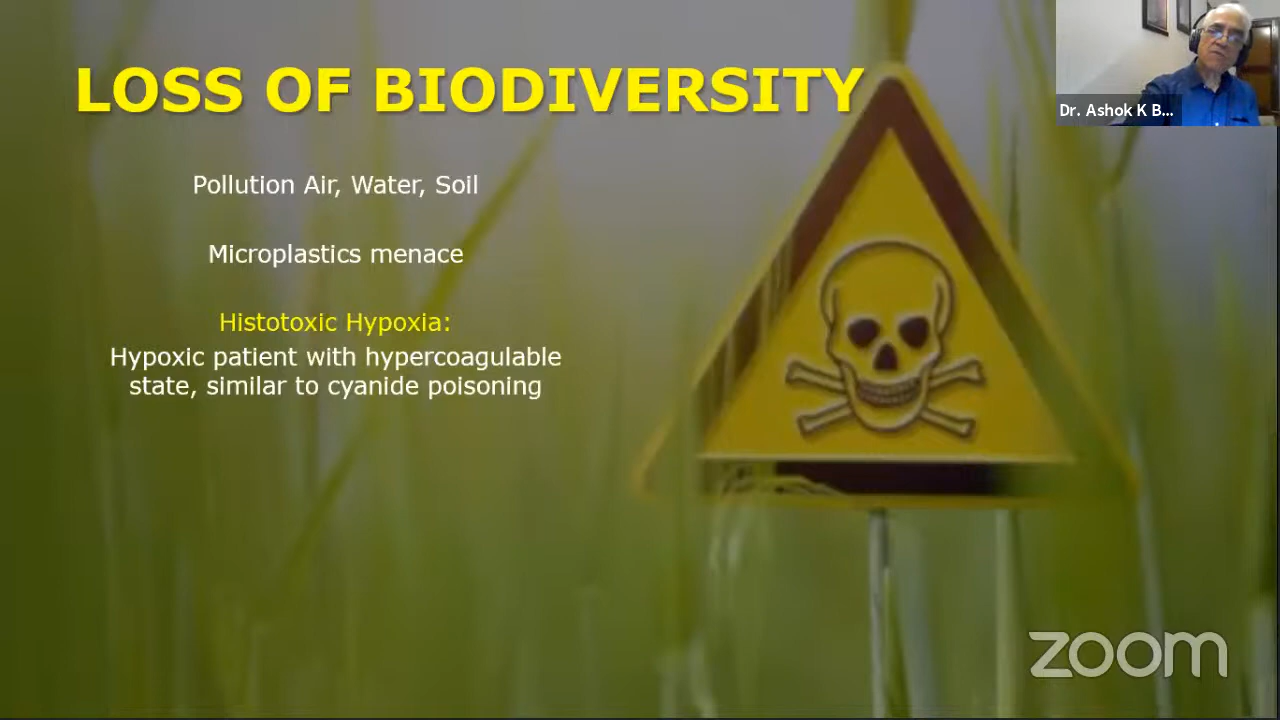 LOSS OF BIODIVERSITY
Dr. Ashok K B...
Pollution Air, Water, Soil
Microplastics menace
Histotoxic Hypoxia:
Hypoxic patient with hypercoagulable
state, similar to cyanide poisoning
zoom